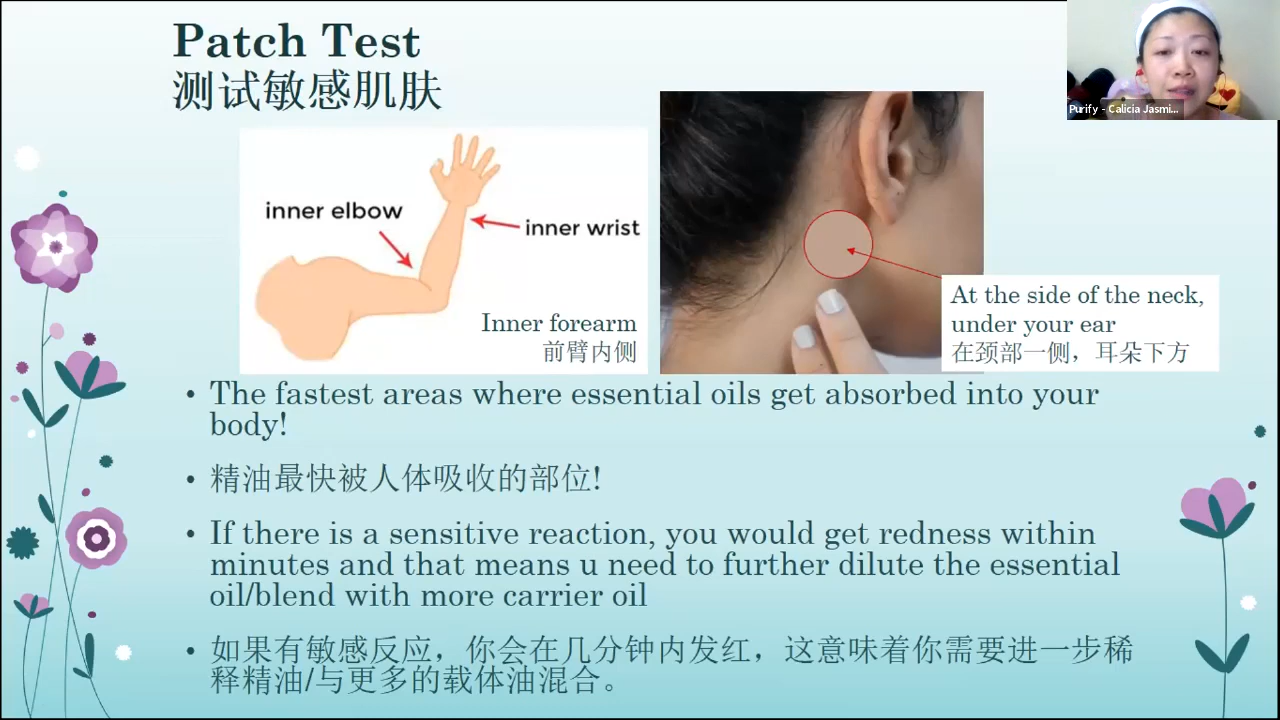 Patch Test
测试敏感肌肤
Purify - Calicia Jasmi...
inner elbow
inner wrist
Inner forearm
前臂内侧
At the side of the neck,
under your ear
在颈部一侧，耳朵下方
• The fastest areas where essential oils get absorbed into your
body!
• 精油最快被人体吸收的部位!
• If there is a sensitive reaction, you would get redness within
minutes and that means u need to further dilute the essential
oil/blend with more carrier oil
• 如果有敏感反应，你会在几分钟内发红，这意味着你需要进一步稀
释精油/与更多的载体油混合。